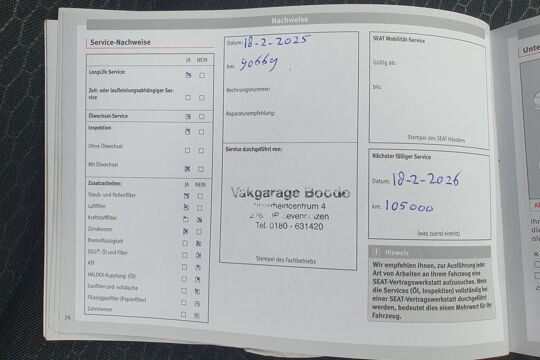 Nachweise
Service-Nachweise
JA NEIN
LongLife Service:
Zeit- oder laufleistungsabhängiger Ser-
vice
Ölwechsel-Service
Inspektion
Ohne Ölwechsel
Mit Ölwechsel
Zusatzarbeiten: JA NEIN
Staub- und Pollenfilter
Luftfilter
Kraftstofffilter
Zündkerzen
Bremsflüssigkeit
DSG®: Öl und Filter
ATF
HALDEX-Kupplung: (Öl)
Gasfilter und -schläuche
Flüssiggasfilter (Papierfilter)
Zahnriemen
26
Datum: 18-2-2025
km:
Rechnungsnummer:
Reparaturempfehlung:
Service durchgeführt von:
Vakgarage Boode
4
Tel. 0180 - 631420
Stempel des Fachbetriebs
SEAT Mobilität-Service
Gültig ab:
bis:
Stempel des SEAT Händlers
Nächster fälliger Service
Datum: 18-2-2026
km: 105000
(was zuerst eintritt)
Hinweis
Wir empfehlen Ihnen, zur Ausführung jeder
Art von Arbeiten an Ihrem Fahrzeug eine
SEAT-Vertragswerkstatt aufzusuchen. Wenn
die Services (Öl, Inspektion) vollständig bei
einer SEAT-Vertragswerkstatt durchgeführt
werden, bedeutet dies einen Mehrwert für Ihr
Fahrzeug.